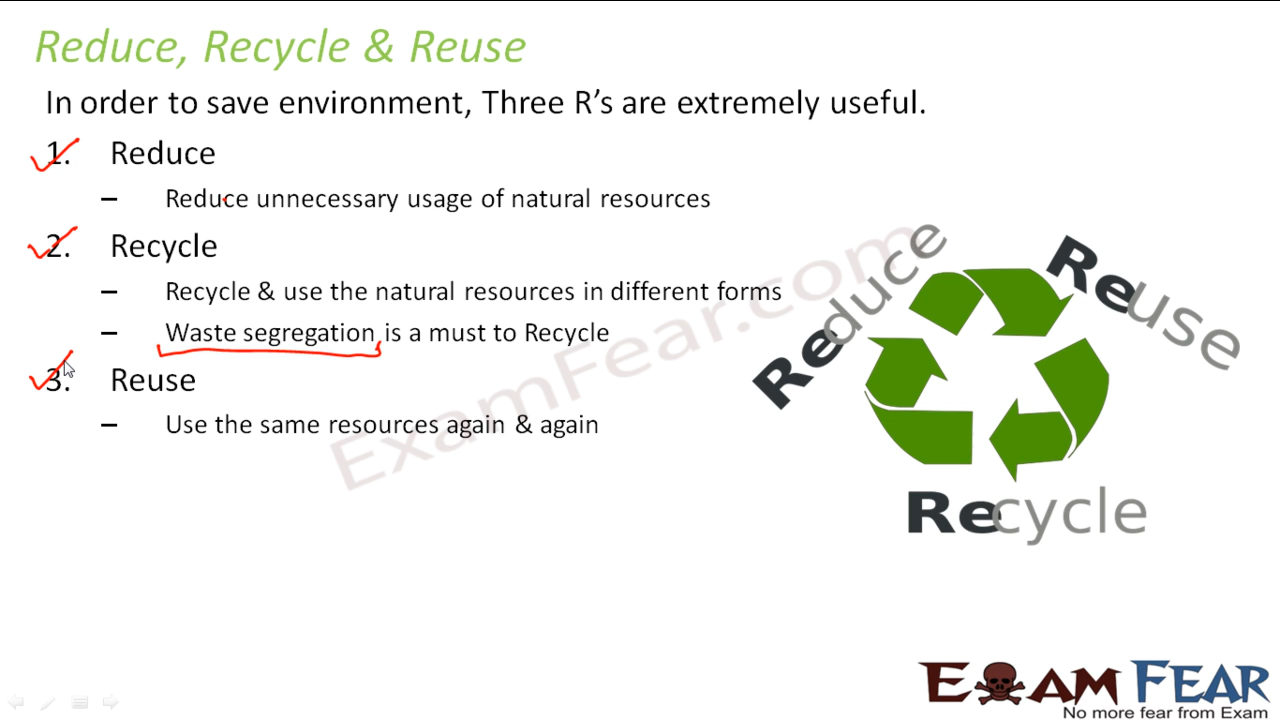 Reduce, Recycle & Reuse
In order to save environment, Three R's are extremely useful.
1. Reduce
– Reduce unnecessary usage of natural resources
2. Recycle
– Recycle & use the natural resources in different forms
– Waste segregation is a must to Recycle
3. Reuse
– Use the same resources again & again
Reduce
Reuse
Recycle
ExamFear.com
EXAM FEAR
No more fear from Exam